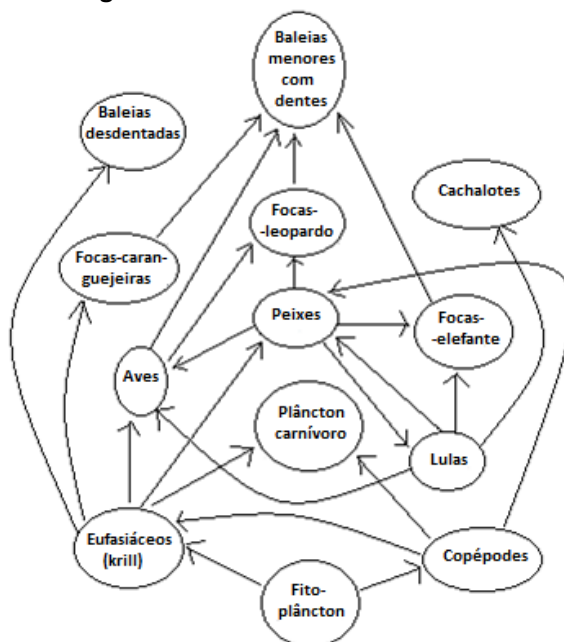 Baleias
menores
com
dentes
Baleias
desdentadas
Cachalotes
Focas-
-leopardo
Focas-caran-
guejeiras
Peixes
Focas-
-elefante
Aves
Plâncton
carnívoro
Lulas
Eufasiáceos
(krill)
Copépodes
Fito-
plâncton